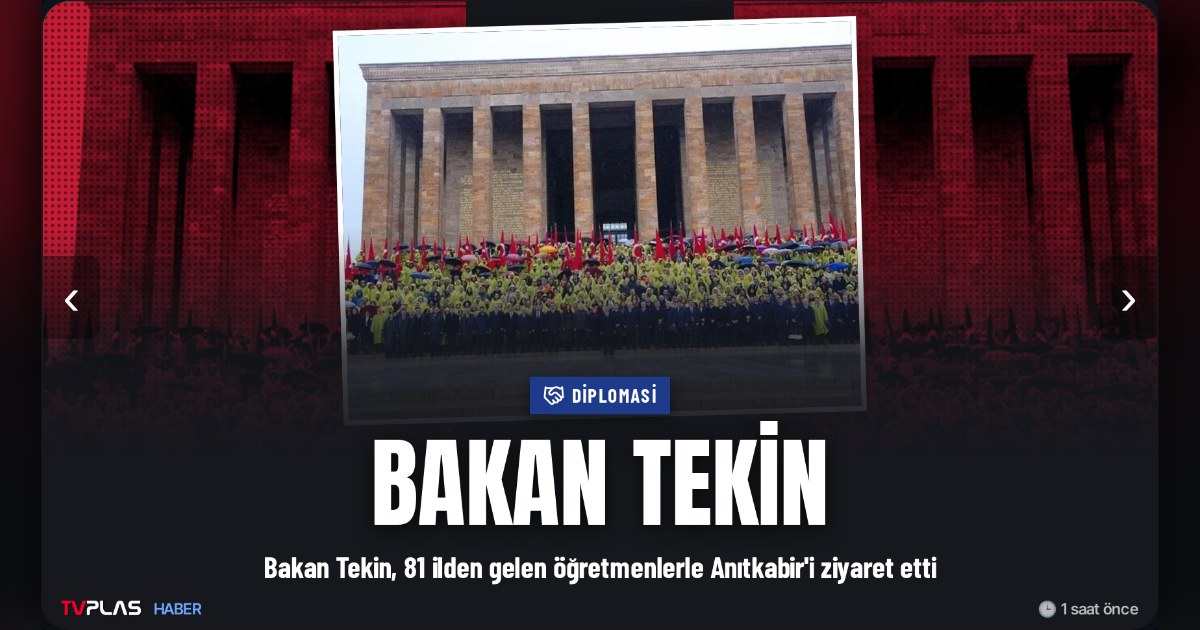 DİPLOMASİ
BAKAN TEKİN
Bakan Tekin, 81 ilden gelen öğretmenlerle Anıtkabir'i ziyaret etti
TVPLAS HABER
1 saat önce